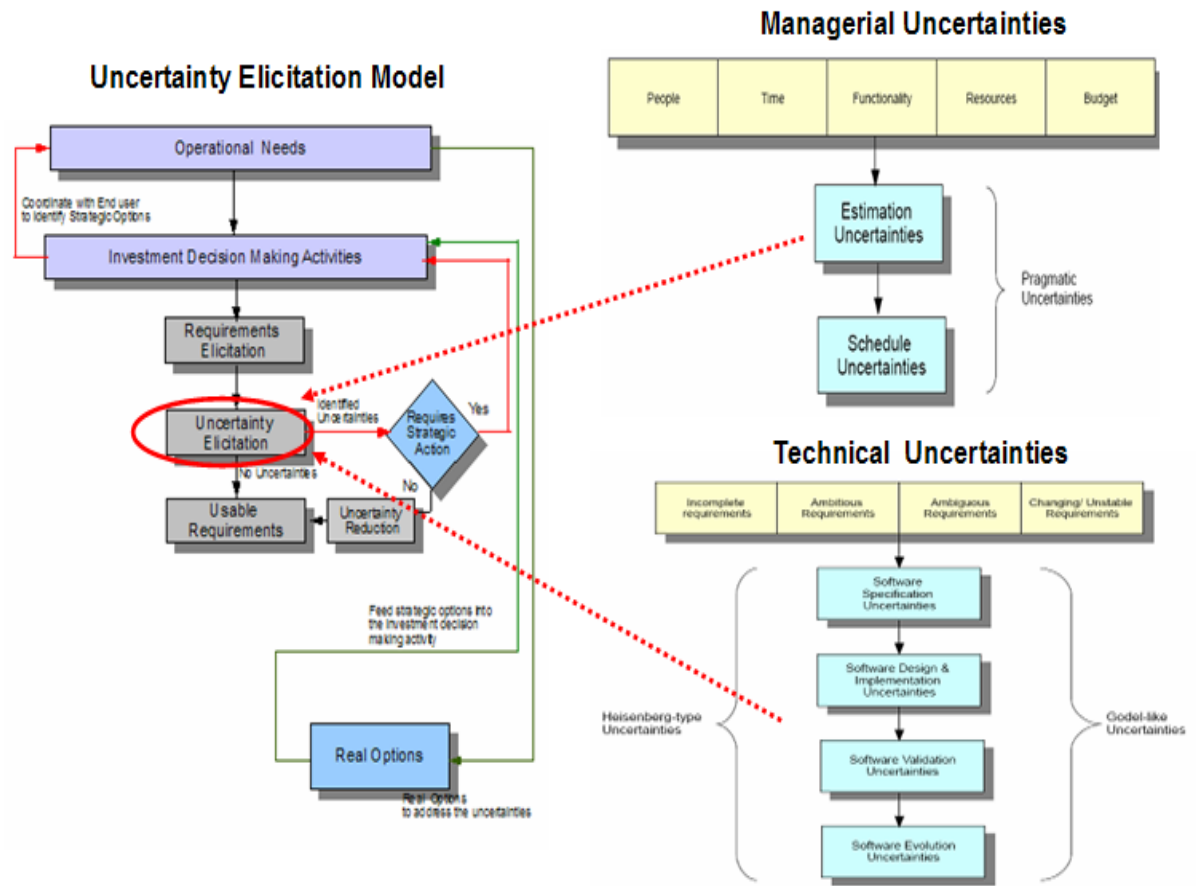 Uncertainty Elicitation Model
Operational Needs
Coordinate with End user
to Identify Strategic Options
Investment Decision Making Activities
Requirements
Elicitation
Uncertainty
Elicitation
Identified
Uncertainties
Requires
Strategic
Action
Yes
No
No Uncertainties
Usable
Requirements
Uncertainty
Reduction
Feed strategic options into
the Investment decision
making activity
Real Options
Real Options
to address the uncertainties
Managerial Uncertainties
People
Time
Functionality
Resources
Budget
Estimation
Uncertainties
Schedule
Uncertainties
Pragmatic
Uncertainties
Technical Uncertainties
Incomplete
requirements
Ambitious
Requirements
Ambiguous
Requirements
Changing/ Unstable
Requirements
Software
Specification
Uncertainties
Software Design &
Implementation
Uncertainties
Heisenberg-type
Uncertainties
Godel-like
Uncertainties
Software Validation
Uncertainties
Software Evolution
Uncertainties